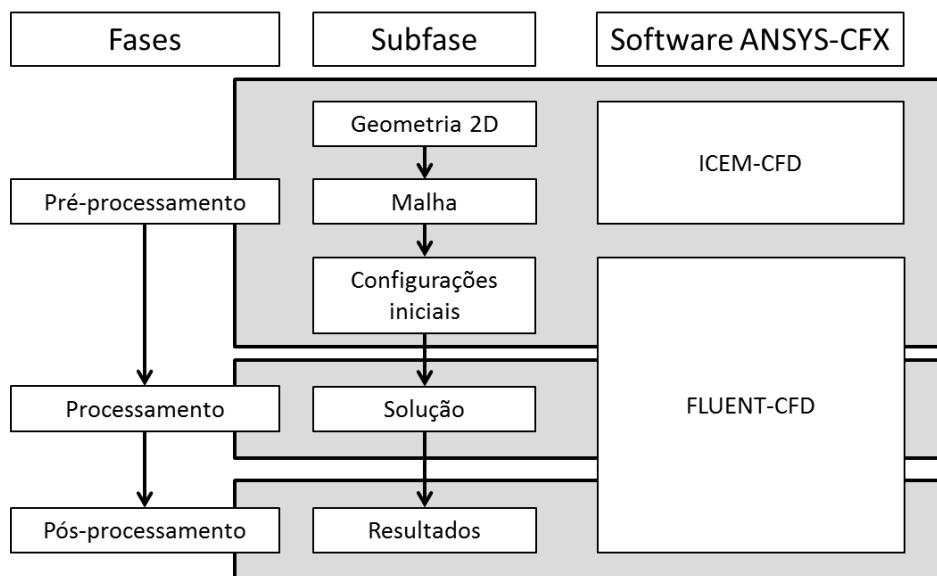 Fases
Subfase
Software ANSYS-CFX
Geometria 2D
ICEM-CFD
Pré-processamento
Malha
Configurações
iniciais
Processamento
Solução
FLUENT-CFD
Pós-processamento
Resultados